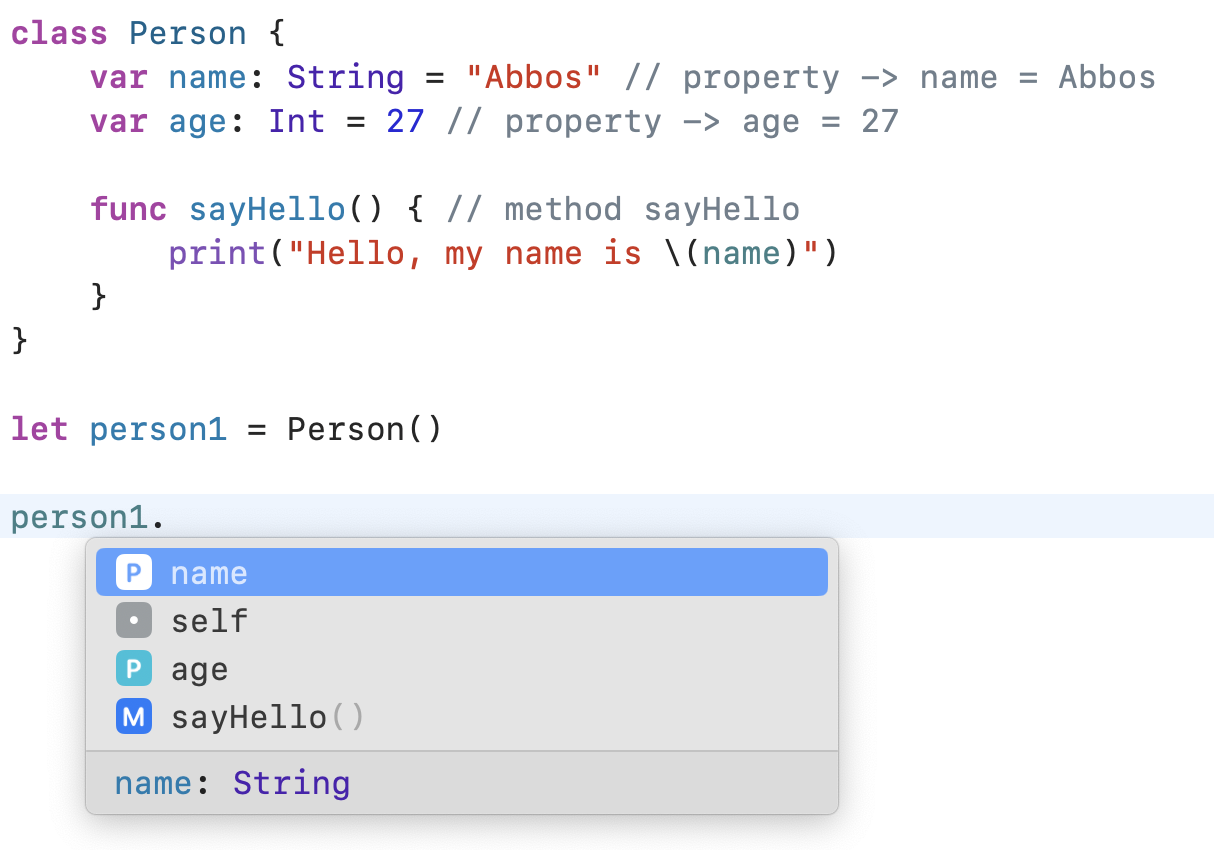 class Person {
    var name: String = "Abbos" // property -> name = Abbos
    var age: Int = 27 // property -> age = 27
    func sayHello() { // method sayHello
        print("Hello, my name is \(name)")
    }
}
let person1 = Person()
person1.
P name
self
P age
M sayHello()
name: String